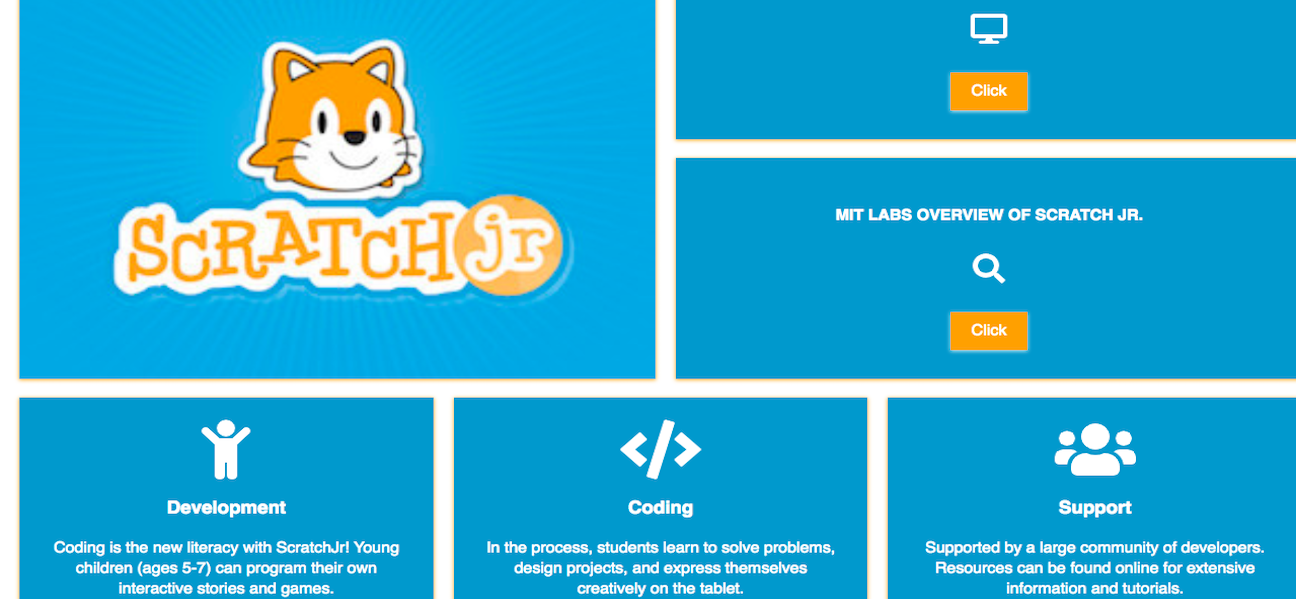 SCRATCH jr
Click
MIT LABS OVERVIEW OF SCRATCH JR.
Click
Development
Coding is the new literacy with ScratchJr! Young
children (ages 5-7) can program their own
interactive stories and games.
Coding
In the process, students learn to solve problems,
design projects, and express themselves
creatively on the tablet.
Support
Supported by a large community of developers.
Resources can be found online for extensive
information and tutorials.